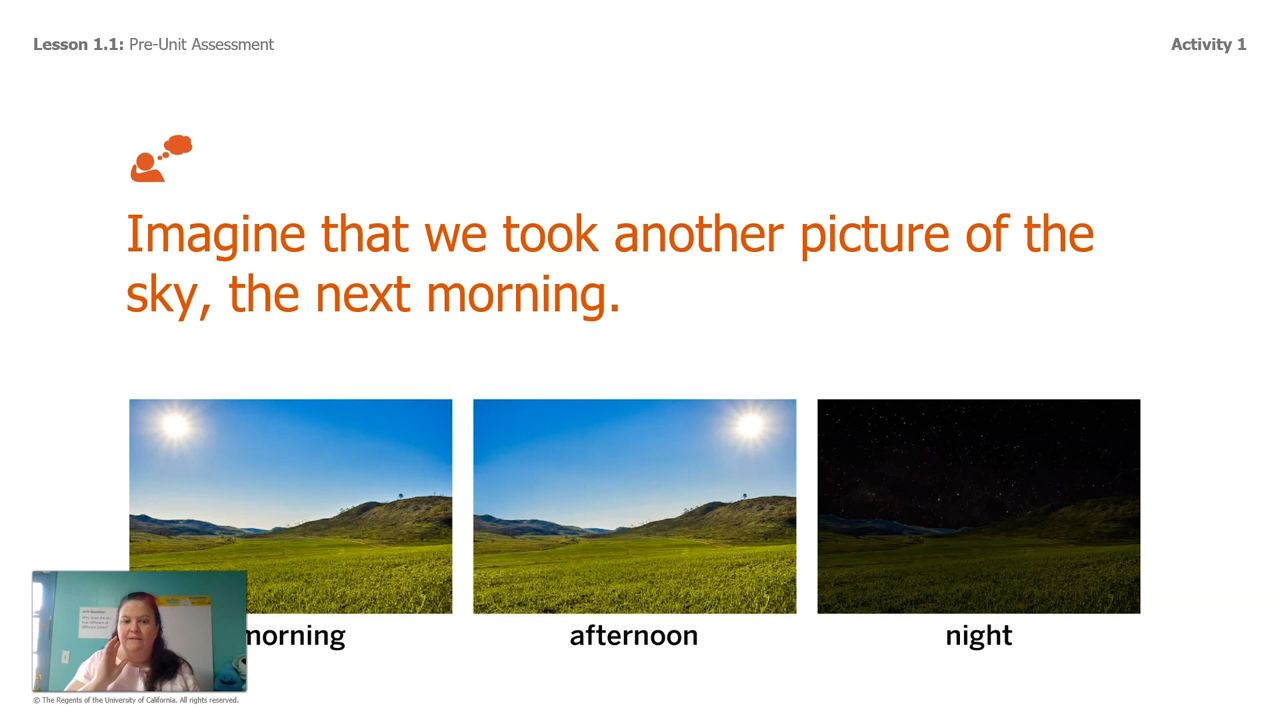 Lesson 1.1: Pre-Unit Assessment
Activity 1
Imagine that we took another picture of the
sky, the next morning.
morning
afternoon
night
© The Regents of the University of California. All rights reserved.